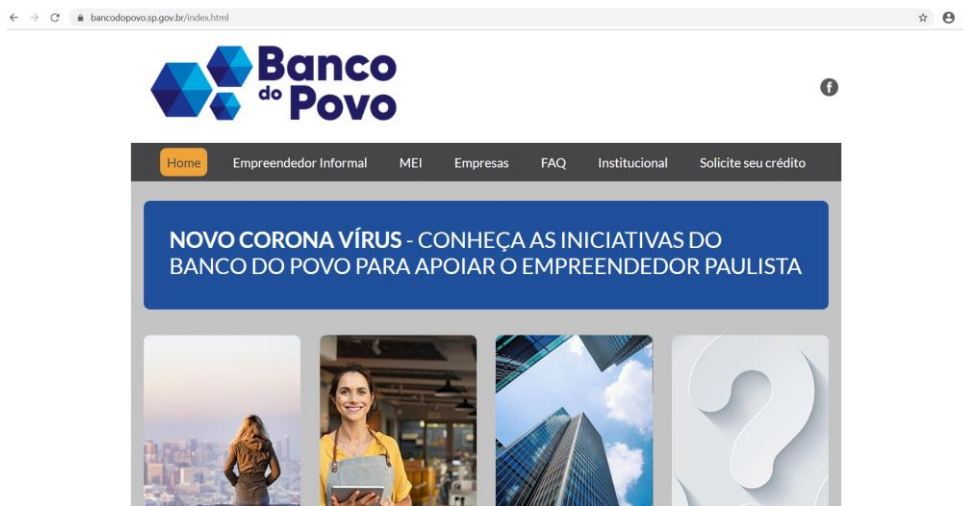 bancodopovo.sp.gov.br/index.html
Banco
do Povo
Home Empreendedor Informal MEI Empresas FAQ Institucional Solicite seu crédito
NOVO CORONA VÍRUS - CONHEÇA AS INICIATIVAS DO
BANCO DO POVO PARA APOIAR O EMPREENDEDOR PAULISTA